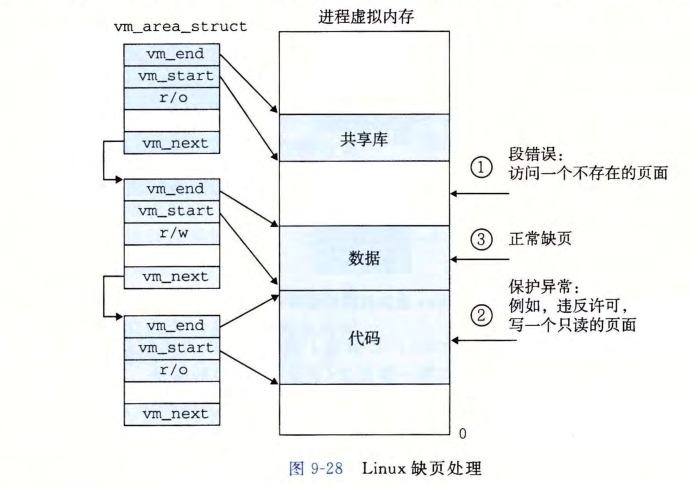 进程虚拟内存
vm_area_struct
vm_end
vm_start
r/o
vm_next
vm_end
vm_start
r/w
vm_next
vm_end
vm_start
r/o
vm_next
共享库
数据
代码
0
① 段错误：
访问一个不存在的页面
③ 正常缺页
② 保护异常：
例如，违反许可，
写一个只读的页面
图 9-28 Linux 缺页处理